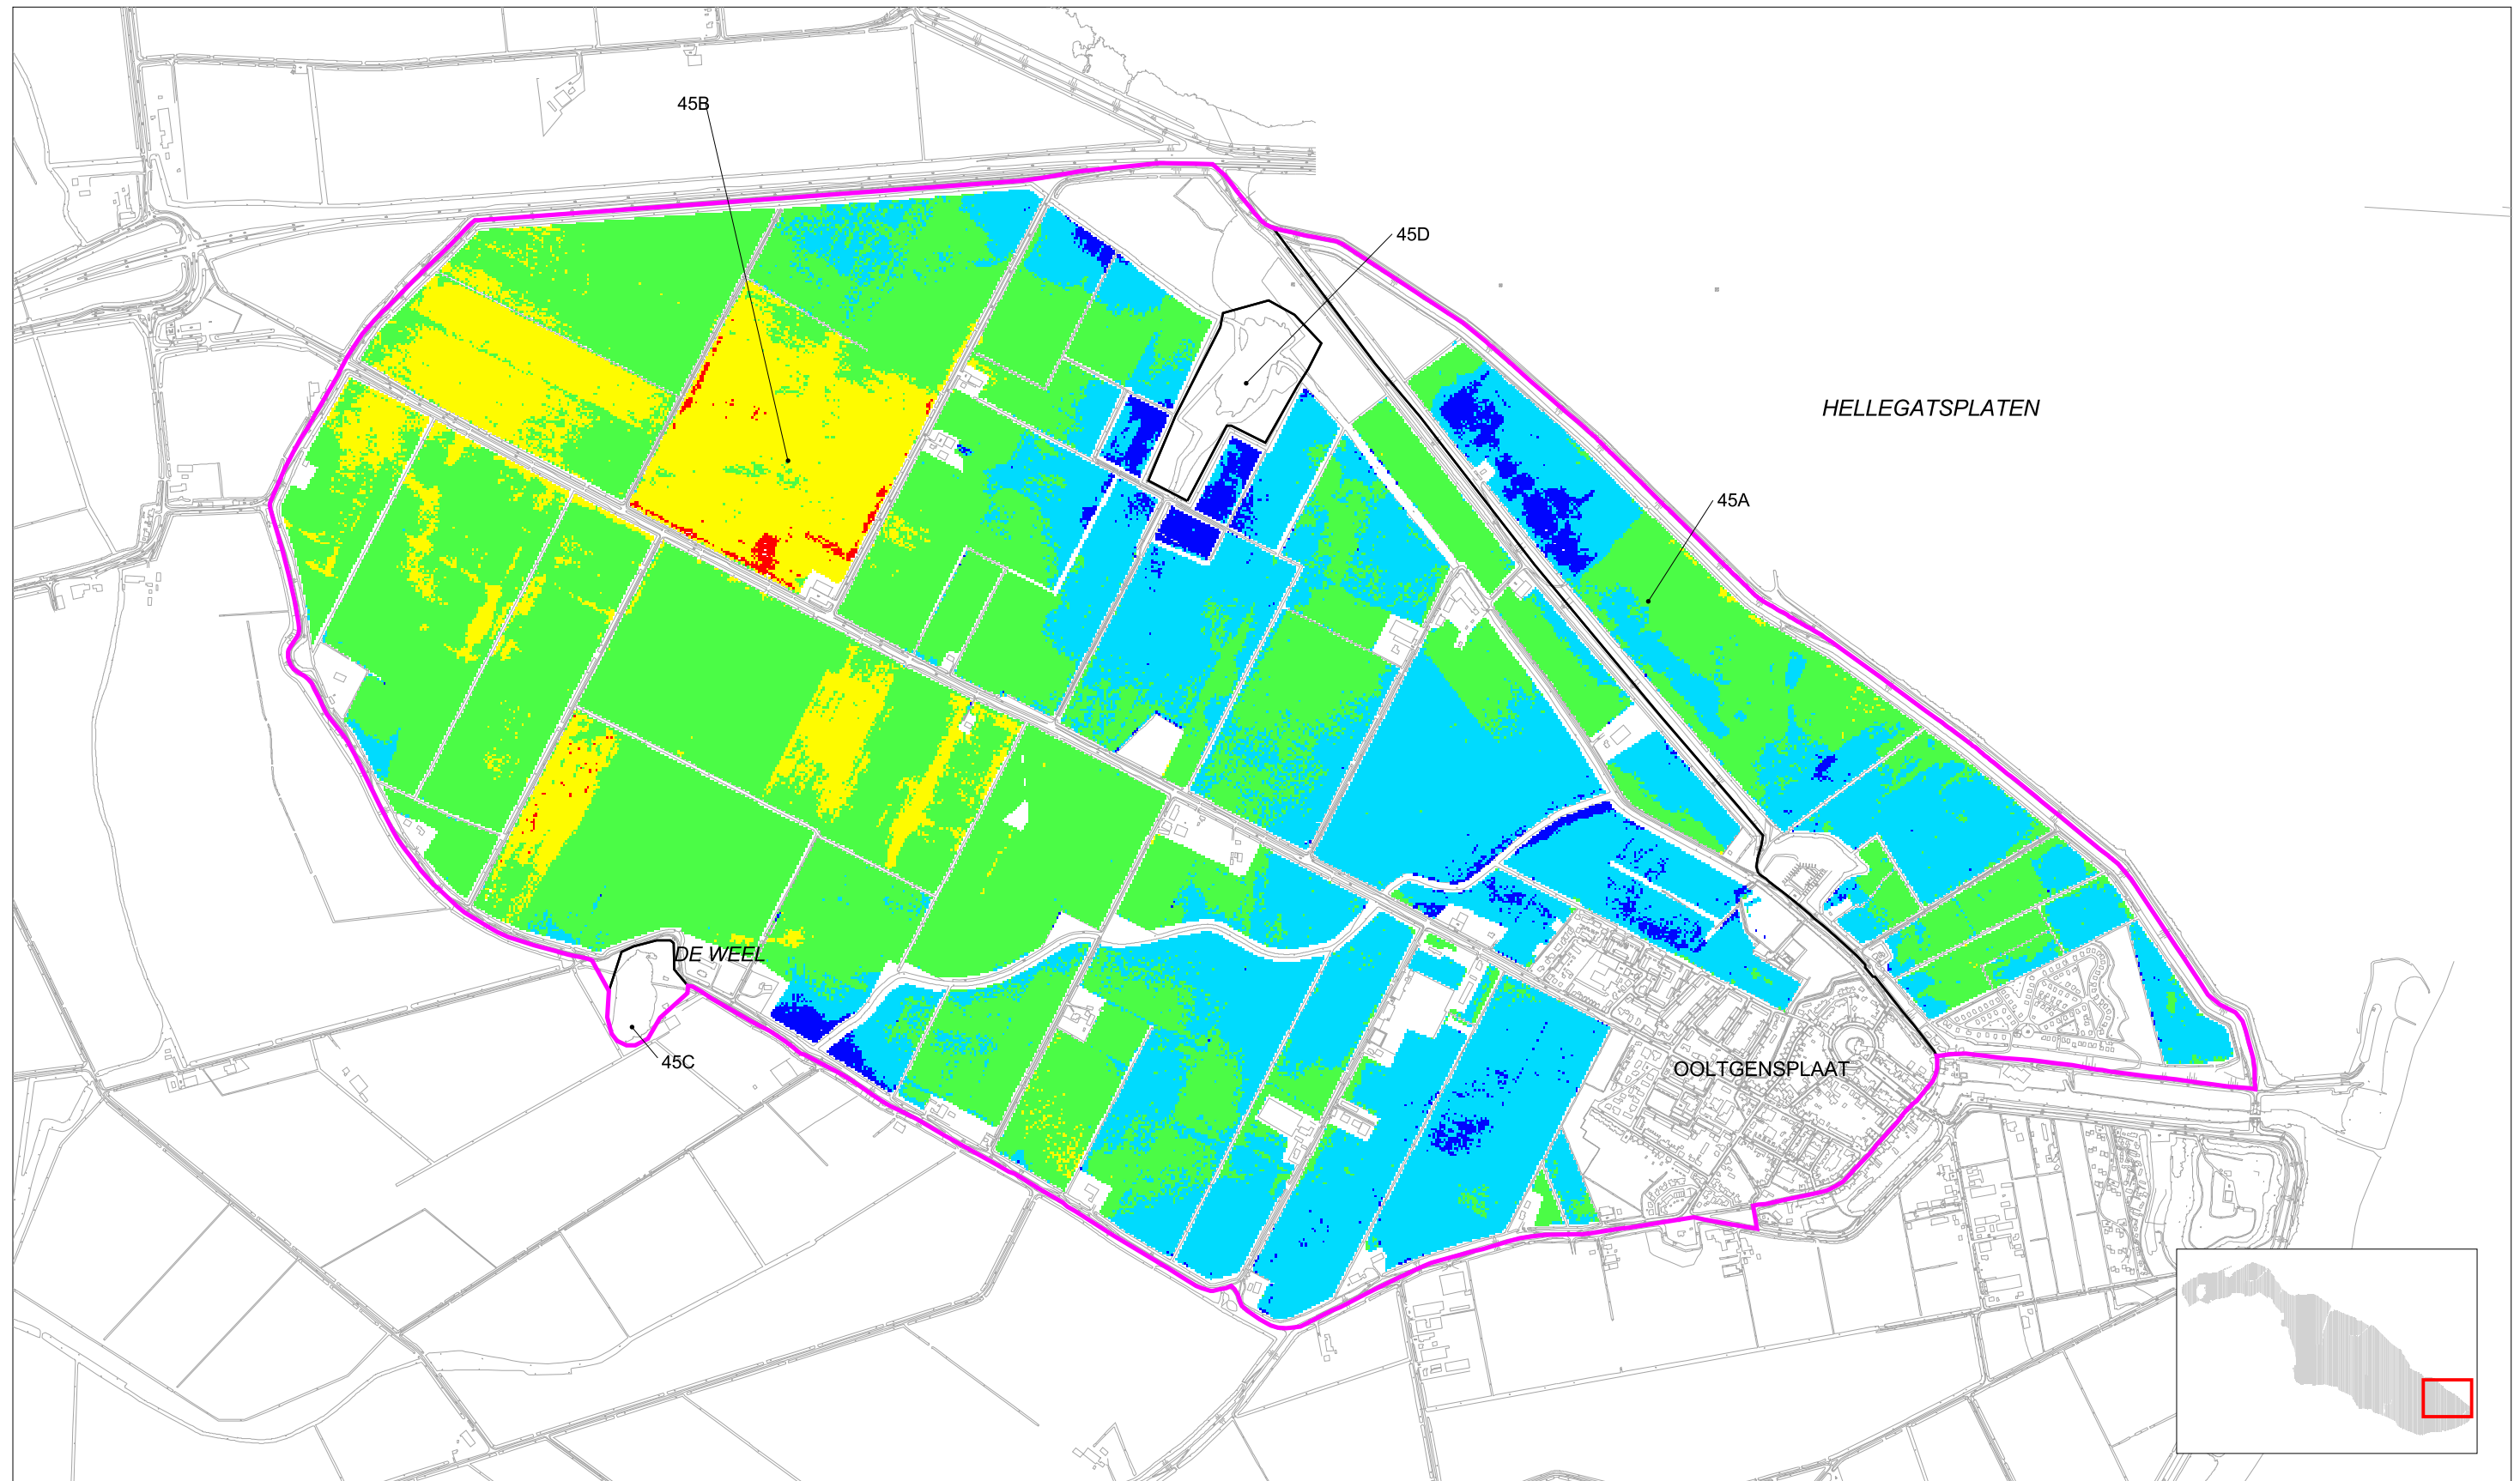 45B
45D
HELLEGATSPLATEN
45A
DE WEEL
45C
OOLTGENSPLAAT